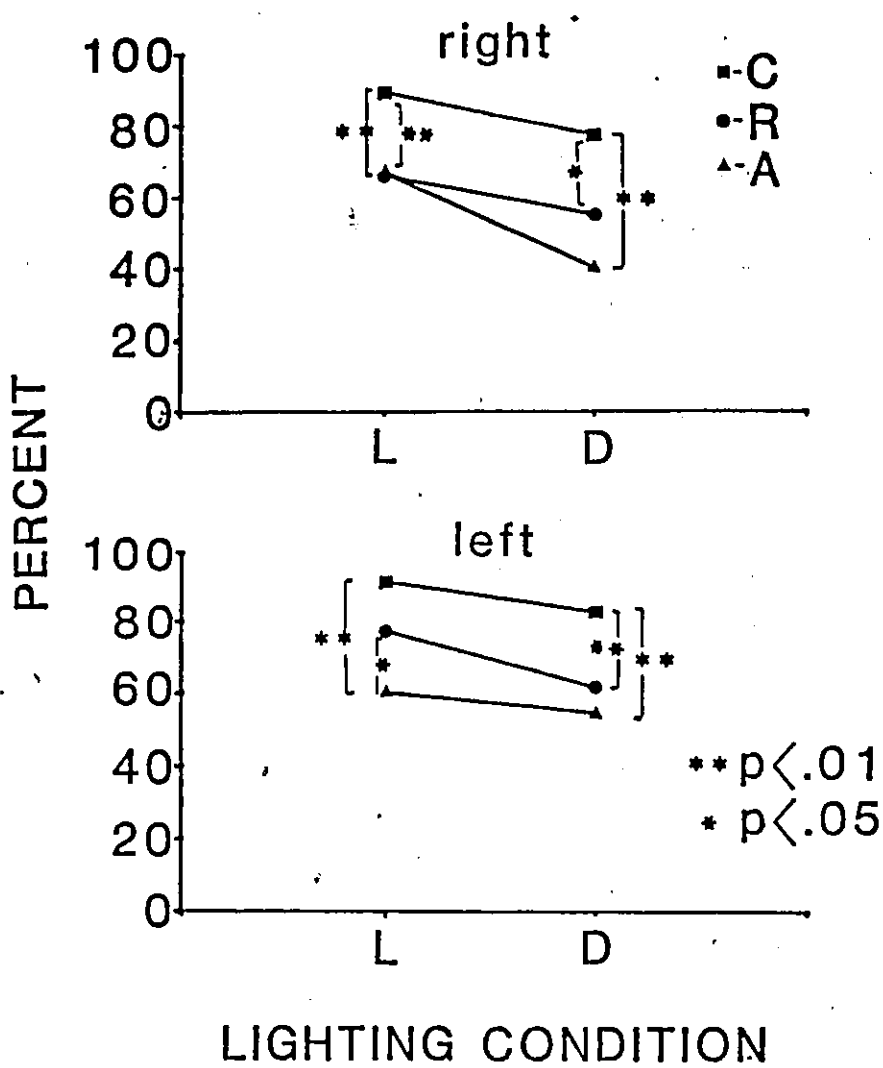 right
100
80
60
40
20
0
L D
■-C
●-R
▲-A
** **
* **
PERCENT
left
100
80
60
40
20
0
L D
** *
** **
** p<.01
* p<.05
LIGHTING CONDITION